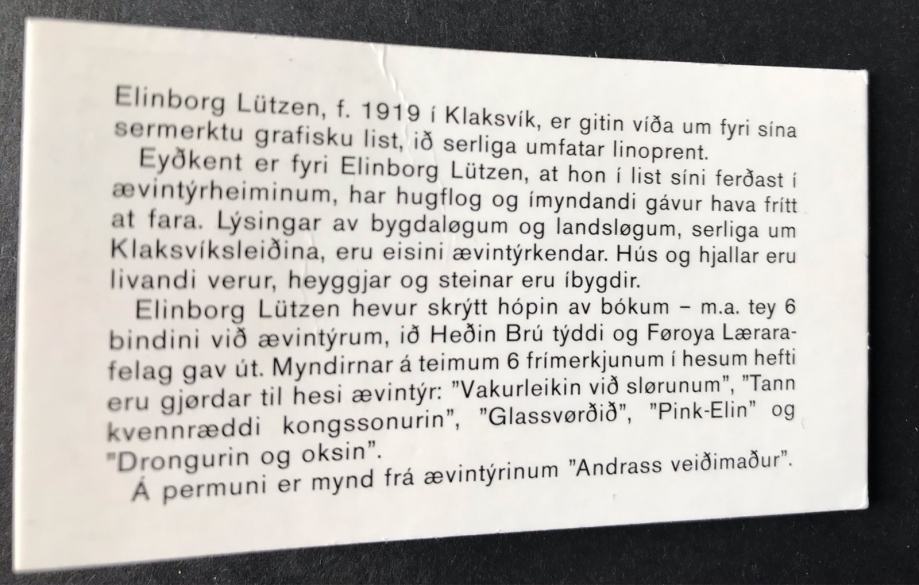 Elinborg Lützen, f. 1919 í Klaksvík, er gitin víða um fyri sína
sermerktu grafisku list, ið serliga umfatar linoprent.
Eyðkent er fyri Elinborg Lützen, at hon í list síni ferðast í
ævintýrheiminum, har hugflog og ímyndandi gávur hava frítt
at fara. Lýsingar av bygdaløgum og landsløgum, serliga um
Klaksvíksleiðina, eru eisini ævintýrkendar. Hús og hjallar eru
livandi verur, heyggjar og steinar eru íbygdir.
Elinborg Lützen hevur skrýtt hópin av bókum – m.a. tey 6
bindini við ævintýrum, ið Heðin Brú týddi og Føroya Lærara-
felag gav út. Myndirnar á teimum 6 frímerkjunum í hesum hefti
eru gjørdar til hesi ævintýr: ”Vakurleikin við slørunum”, ”Tann
kvennræddi kongssonurin”, ”Glassvørðið”, ”Pink-Elin” og
”Drongurin og oksin”.
Á permuni er mynd frá ævintýrinum ”Andrass veiðimaður”.